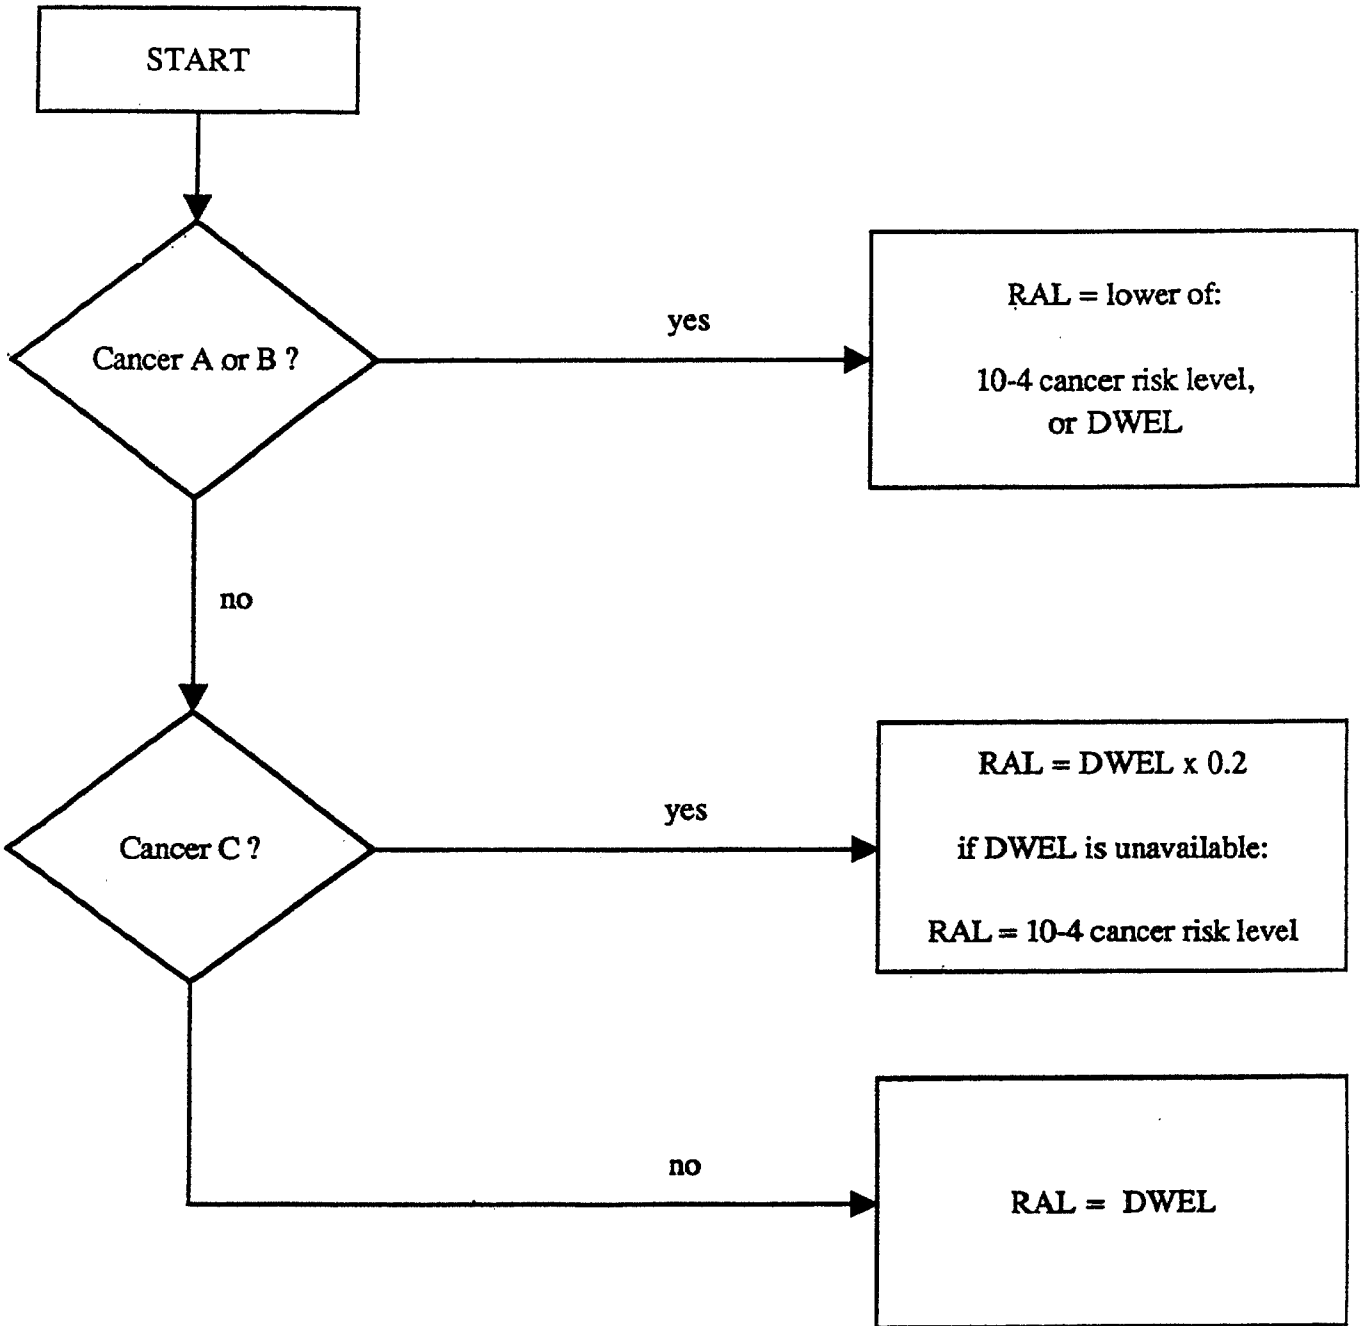 START
Cancer A or B ?
yes
RAL = lower of:
10-4 cancer risk level,
or DWEL
no
Cancer C ?
yes
RAL = DWEL x 0.2
if DWEL is unavailable:
RAL = 10-4 cancer risk level
no
RAL = DWEL